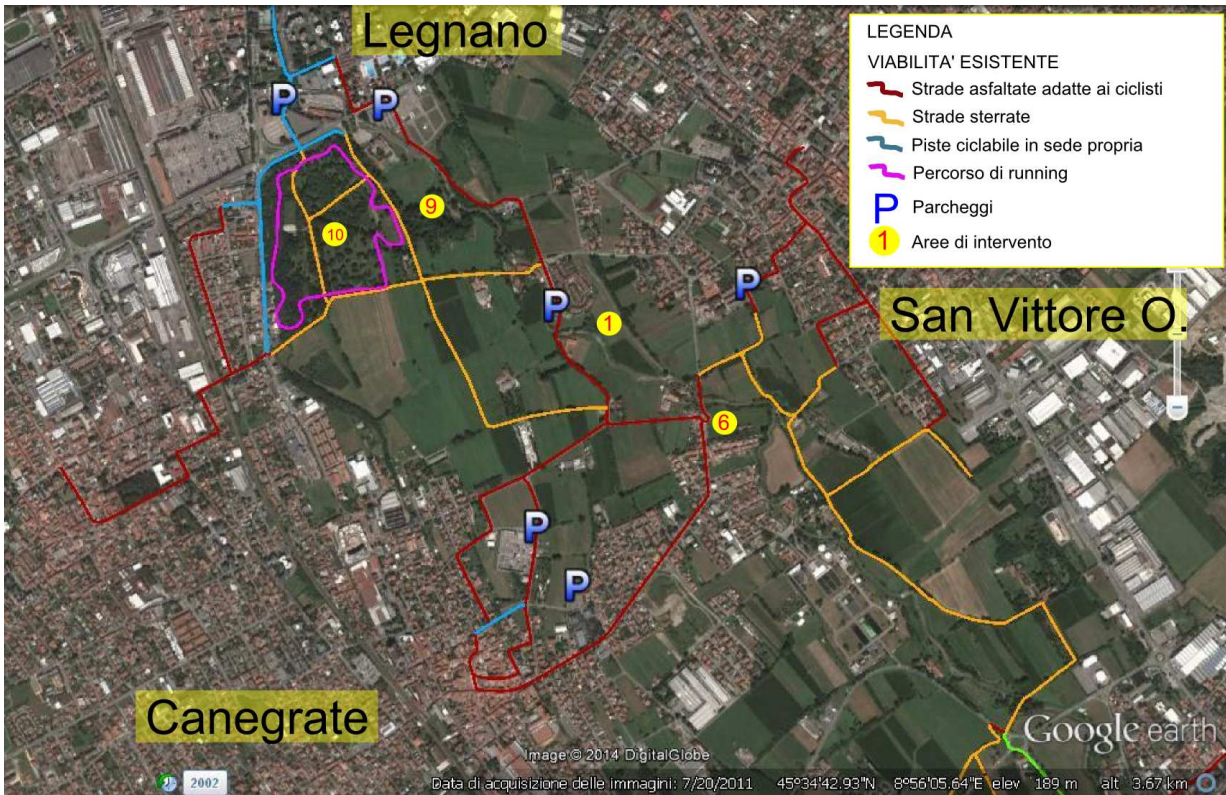 Legnano
LEGENDA
VIABILITA' ESISTENTE
Strade asfaltate adatte ai ciclisti
Strade sterrate
Piste ciclabile in sede propria
Percorso di running
P Parcheggi
1 Aree di intervento
P
P
9
10
P
P
1
San Vittore O.
6
P
P
Canegrate
Google earth
Image © 2014 DigitalGlobe
2002
Data di acquisizione delle immagini: 7/20/2011 45°34'42.93"N 8°56'05.64"E elev 189 m alt 3.67 km